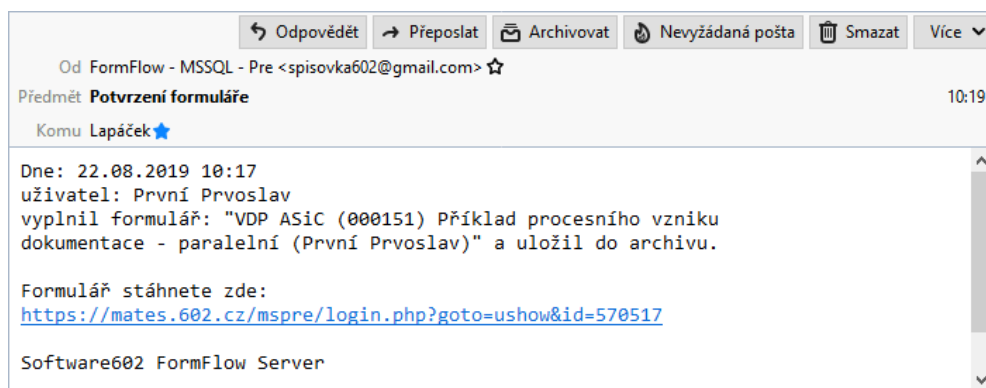 Odpovědět Přeposlat Archivovat Nevyžádaná pošta Smazat Více
Od FormFlow - MSSQL - Pre <spisovka602@gmail.com>
Předmět Potvrzení formuláře 10:19
Komu Lapáček
Dne: 22.08.2019 10:17
uživatel: První Prvoslav
vyplnil formulář: "VDP ASiC (000151) Příklad procesního vzniku
dokumentace - paralelní (První Prvoslav)" a uložil do archivu.
Formulář stáhnete zde:
https://mates.602.cz/mspre/login.php?goto=ushow&id=570517
Software602 FormFlow Server